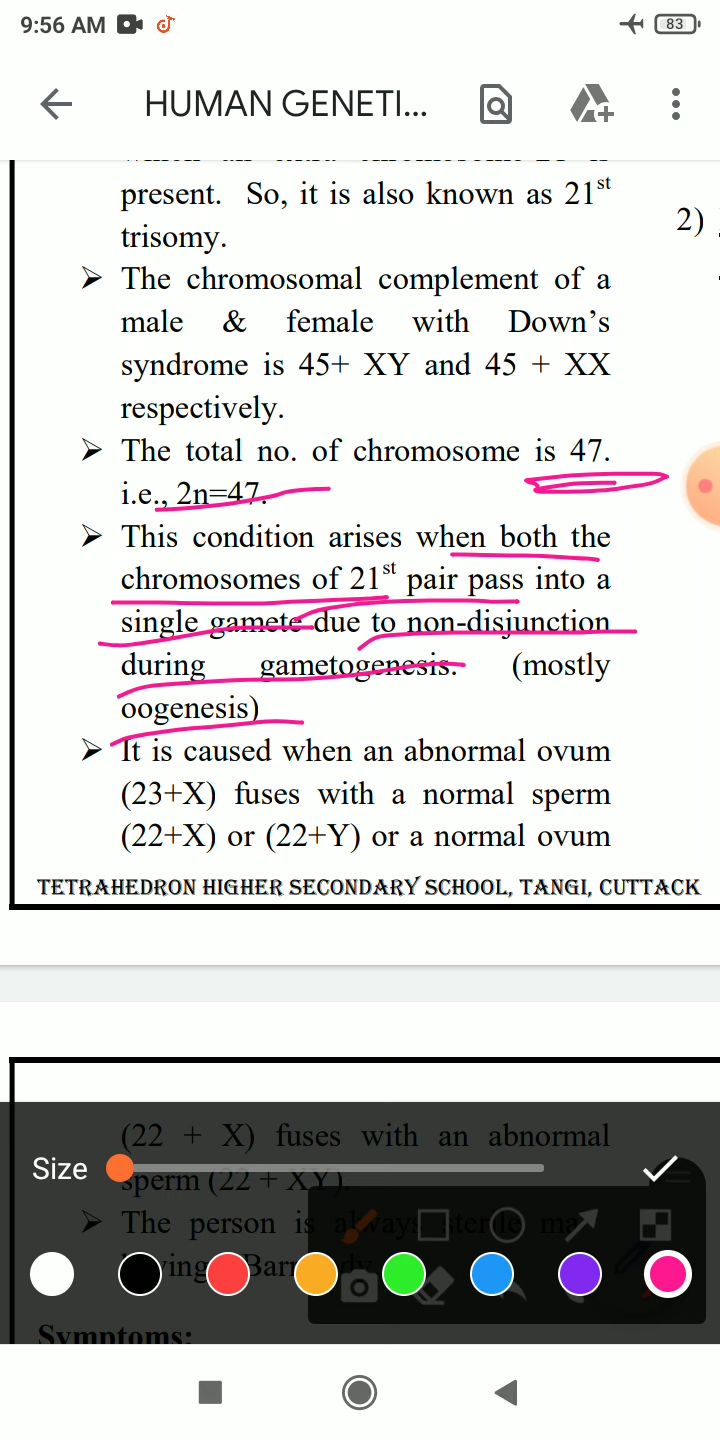 9:56 AM
83
HUMAN GENETI...
present. So, it is also known as 21st
trisomy.
2)
➤ The chromosomal complement of a
male & female with Down’s
syndrome is 45+ XY and 45 + XX
respectively.
➤ The total no. of chromosome is 47.
i.e., 2n=47.
➤ This condition arises when both the
chromosomes of 21st pair pass into a
single gamete due to non-disjunction
during gametogenesis. (mostly
oogenesis)
➤ It is caused when an abnormal ovum
(23+X) fuses with a normal sperm
(22+X) or (22+Y) or a normal ovum
TETRAHEDRON HIGHER SECONDARY SCHOOL, TANGI, CUTTACK
(22 + X) fuses with an abnormal
Size
sperm (22 + XY)
➤ The person is always sterile
Symptoms: